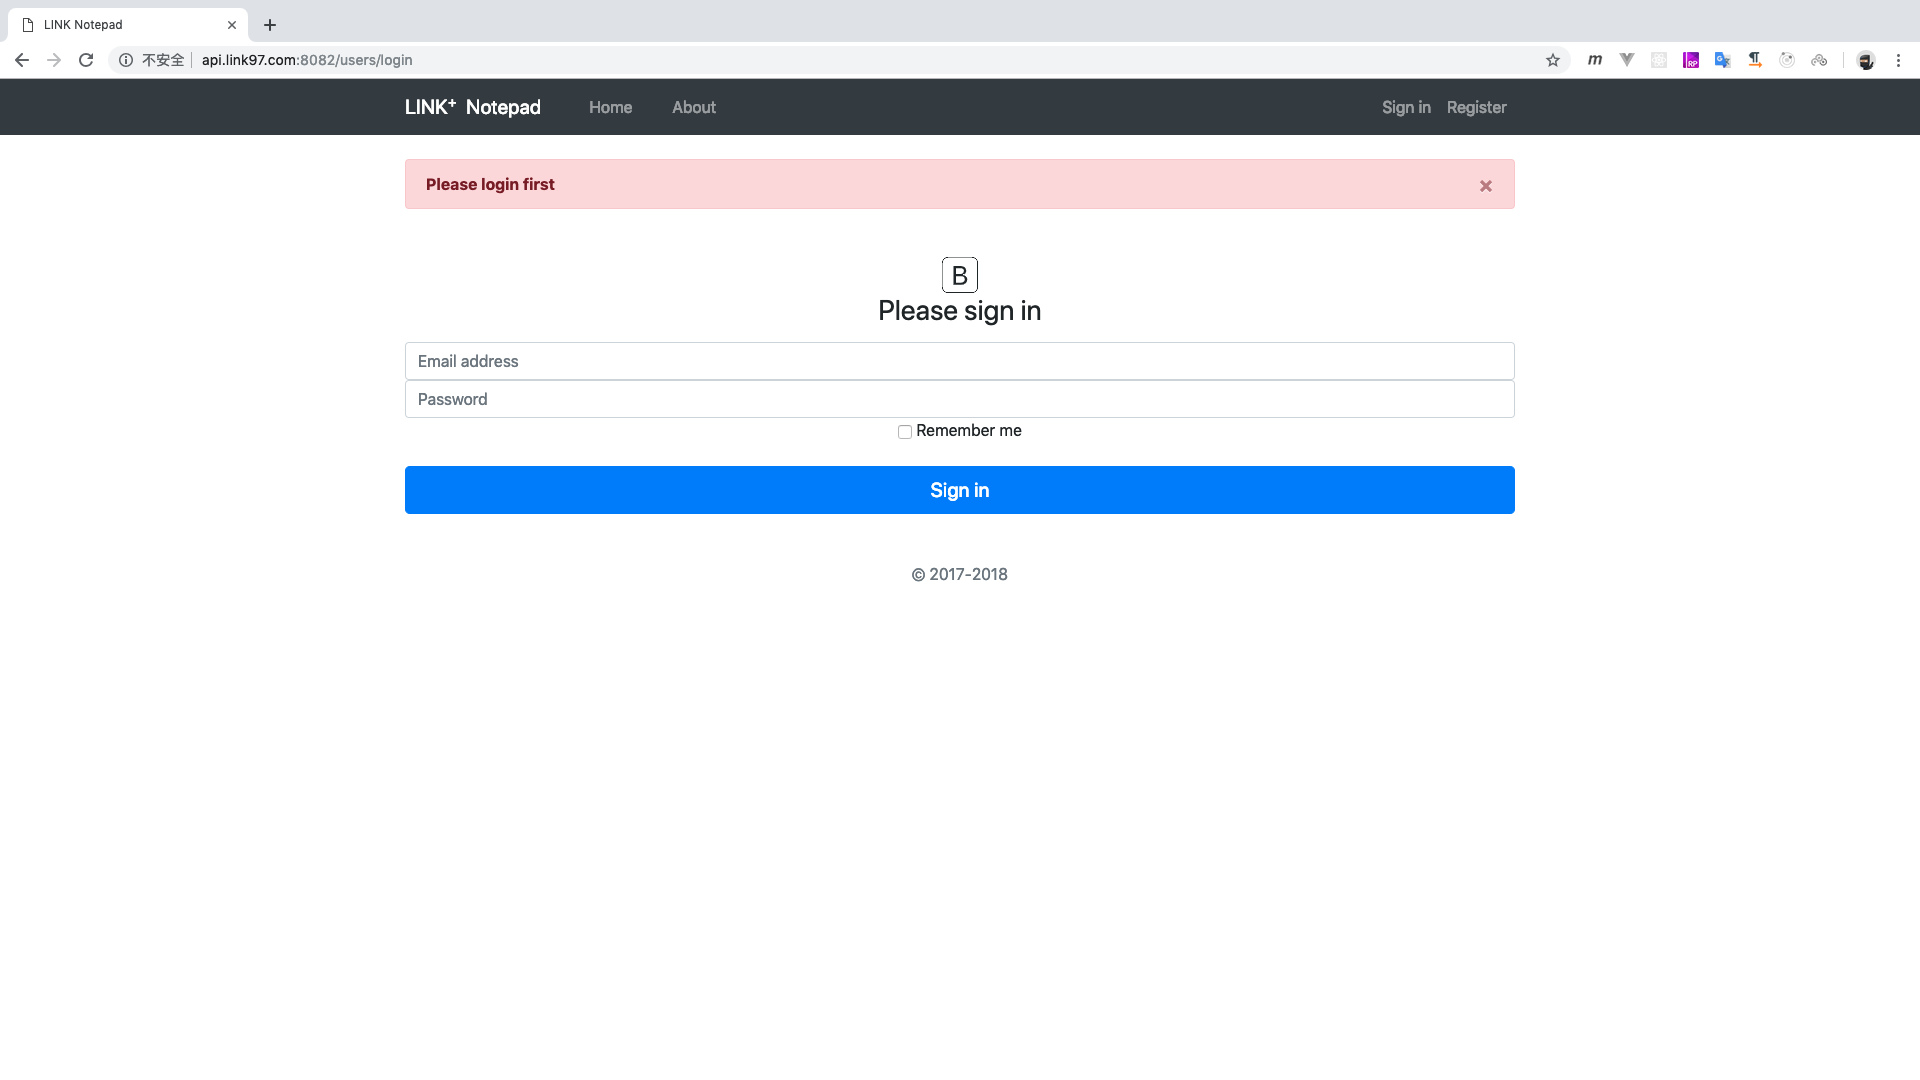 LINK Notepad
不安全 api.link97.com:8082/users/login
LINK+ Notepad Home About Sign in Register
Please login first ×
B
Please sign in
Email address
Password
Remember me
Sign in
© 2017-2018